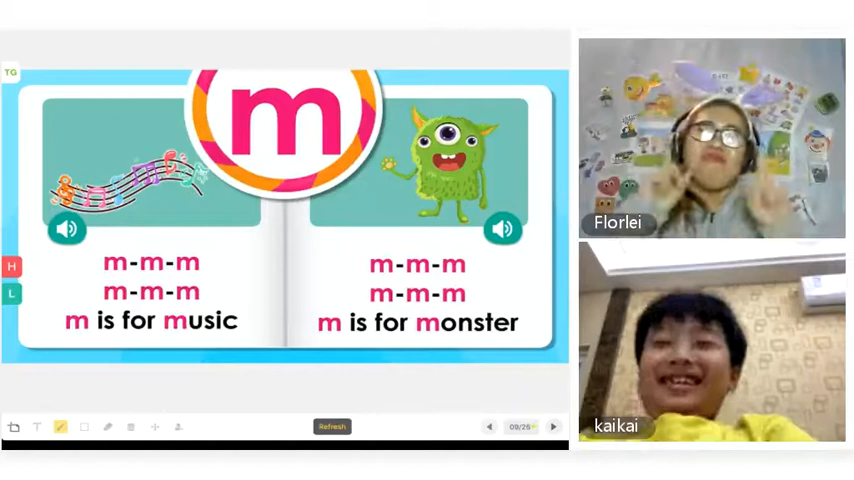 TG
m
m-m-m
m-m-m
m is for music
m-m-m
m-m-m
m is for monster
H
L
T
Refresh
09/26
Florlei
kaikai